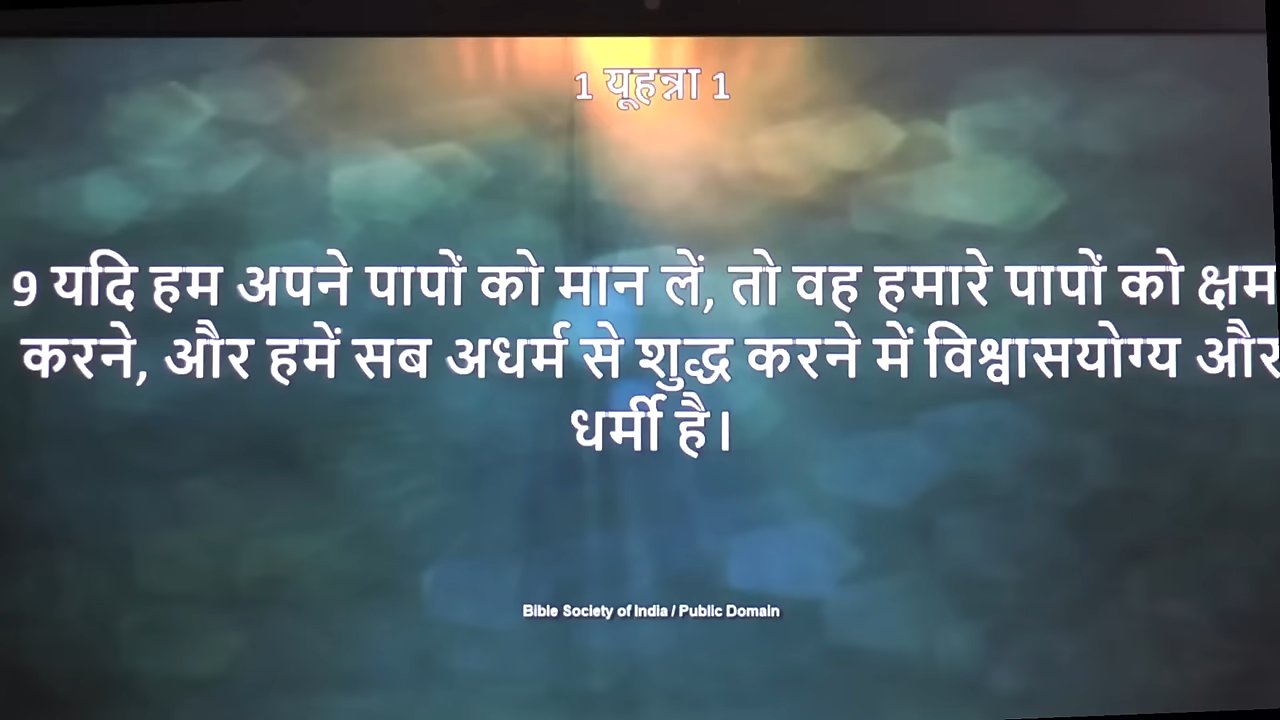 1 यूहन्ना 1
9 यदि हम अपने पापों को मान लें, तो वह हमारे पापों को क्षम
करने, और हमें सब अधर्म से शुद्ध करने में विश्वासयोग्य और
धर्मी है।
Bible Society of India / Public Domain